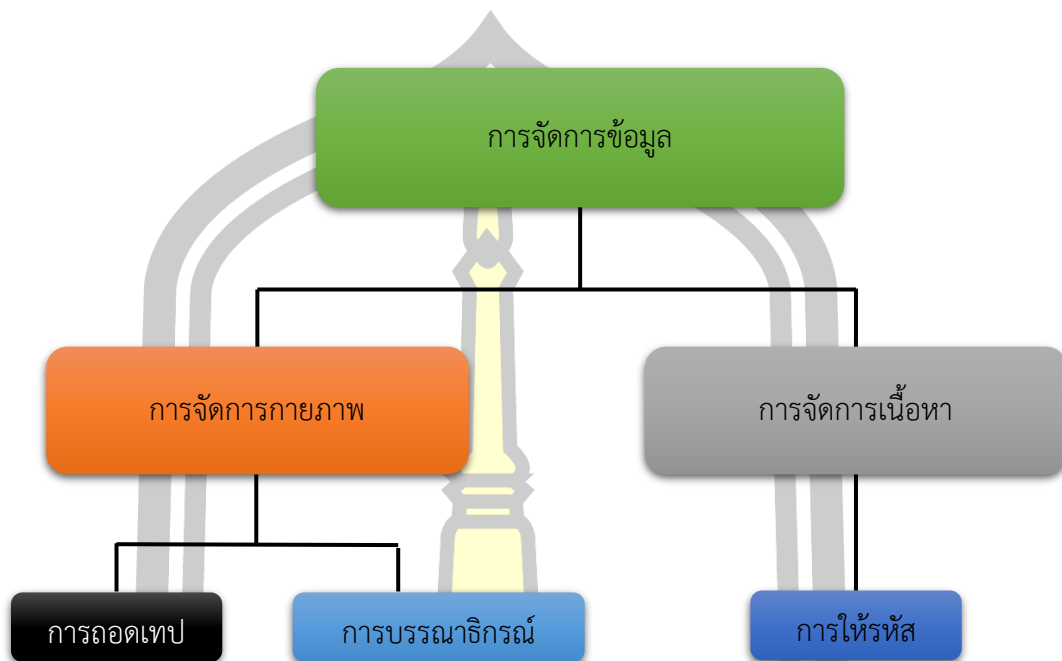 การจัดการข้อมูล
การจัดการกายภาพ
การจัดการเนื้อหา
การถอดเทป
การบรรณาธิกรณ์
การให้รหัส